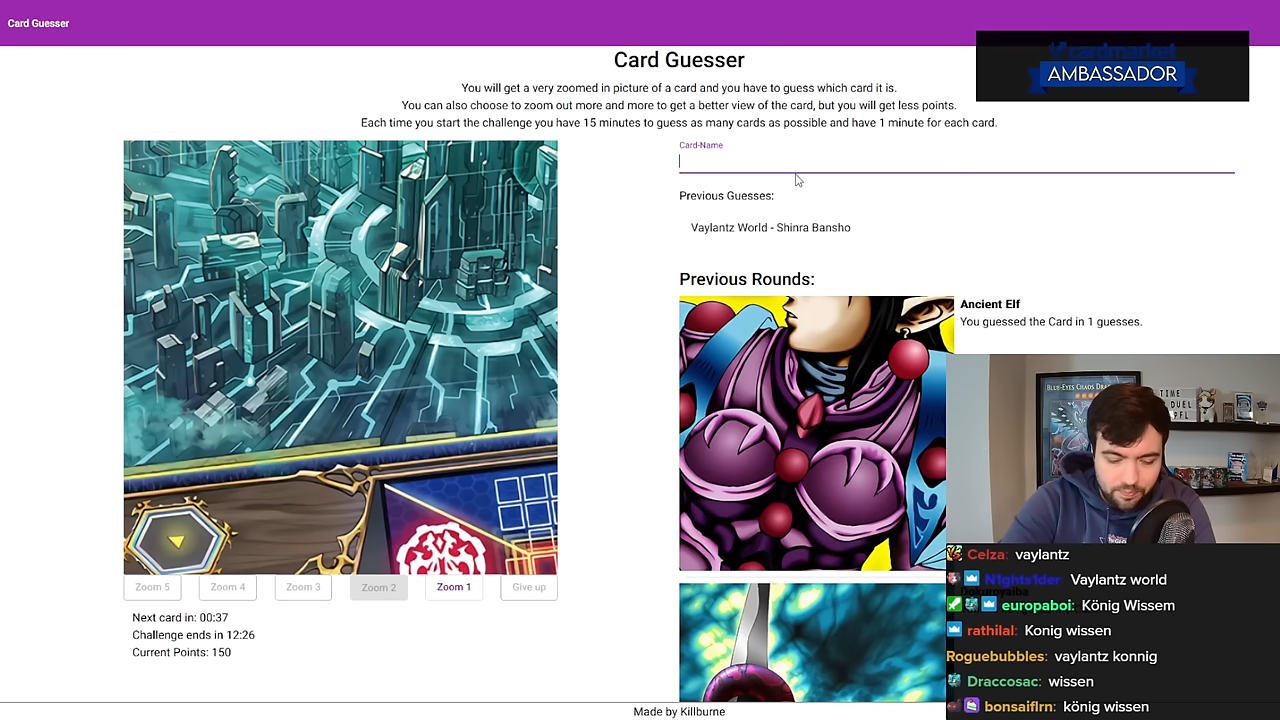 Card Guesser
Card Guesser
You will get a very zoomed in picture of a card and you have to guess which card it is.
You can also choose to zoom out more and more to get a better view of the card, but you will get less points.
Each time you start the challenge you have 15 minutes to guess as many cards as possible and have 1 minute for each card.
cardmarket
AMBASSADOR
Card-Name
Previous Guesses:
Vaylantz World - Shinra Bansho
Previous Rounds:
Ancient Elf
You guessed the Card in 1 guesses.
Zoom 5
Zoom 4
Zoom 3
Zoom 2
Zoom 1
Give up
Next card in: 00:37
Challenge ends in 12:26
Current Points: 150
BLUE-EYES CHAOS
TIME
Celza: vaylantz
N1ghts1der Vaylantz world
europaboi: König Wissem
rathilal: Konig wissen
Roguebubbles: vaylantz konnig
Draccosac: wissen
bonsaiflrn: könig wissen
Made by Killburne